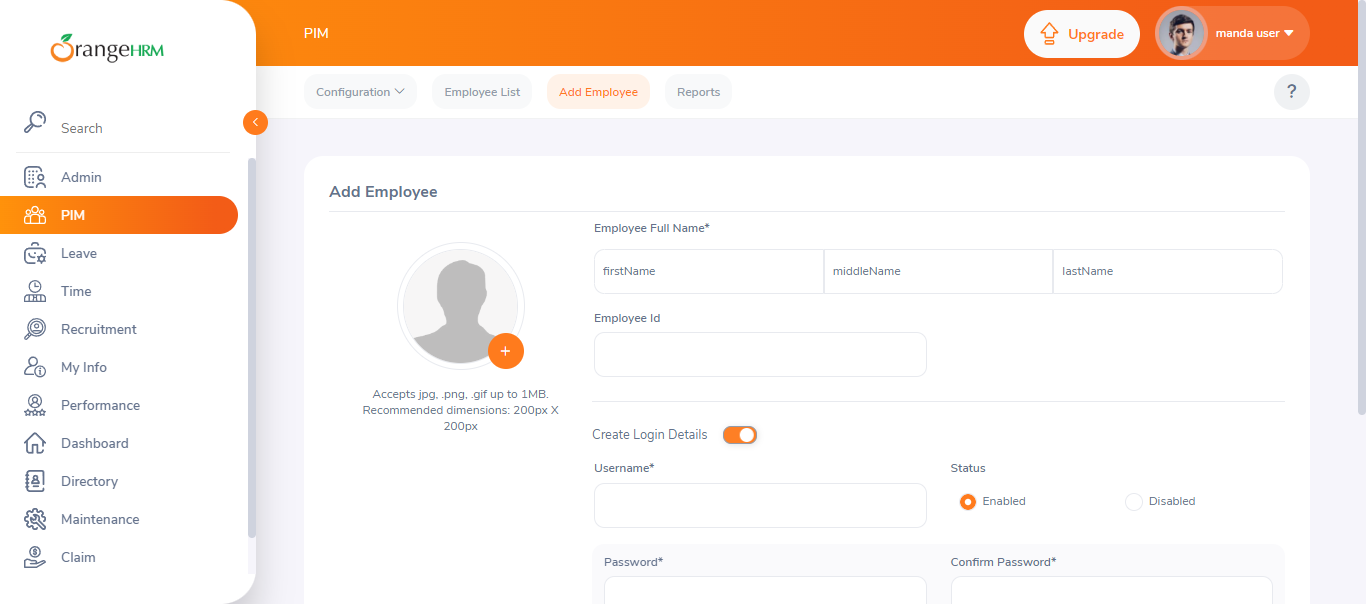 OrangeHRM
PIM
Upgrade
manda user
Configuration
Employee List
Add Employee
Reports
?
Search
Admin
PIM
Leave
Time
Recruitment
My Info
Performance
Dashboard
Directory
Maintenance
Claim
Add Employee
Accepts jpg, .png, .gif up to 1MB.
Recommended dimensions: 200px X
200px
Employee Full Name*
firstName
middleName
lastName
Employee Id
Create Login Details
Username*
Status
Enabled
Disabled
Password*
Confirm Password*